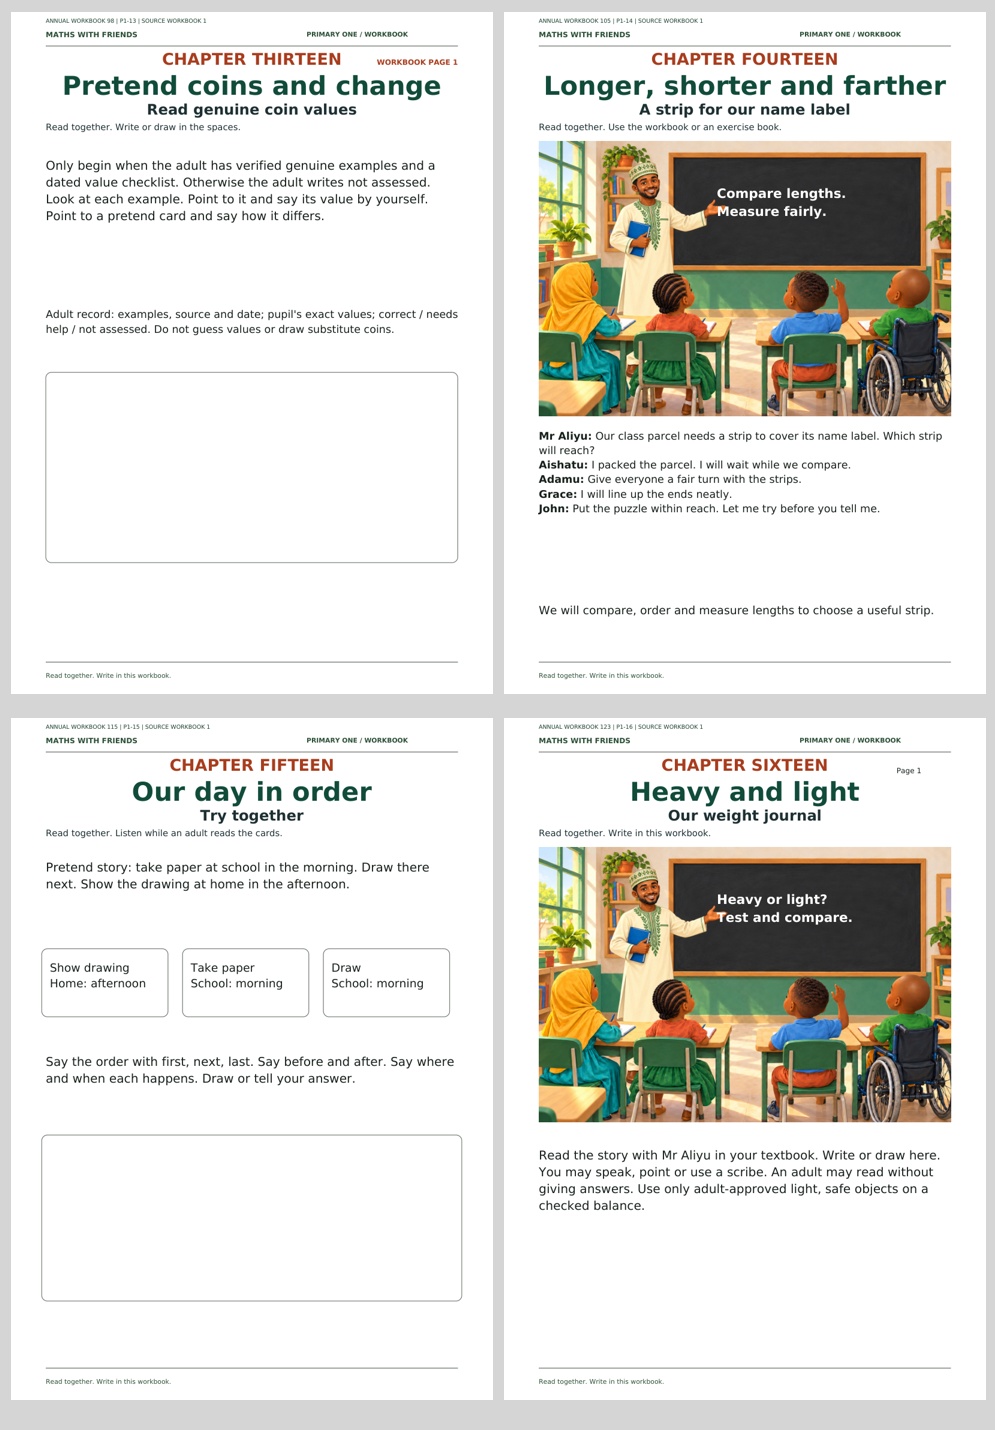 ANNUAL WORKBOOK 98 | P1-13 | SOURCE WORKBOOK 1
MATHS WITH FRIENDS
PRIMARY ONE / WORKBOOK
CHAPTER THIRTEEN
WORKBOOK PAGE 1
Pretend coins and change
Read genuine coin values
Read together. Write or draw in the spaces.
Only begin when the adult has verified genuine examples and a
dated value checklist. Otherwise the adult writes not assessed.
Look at each example. Point to it and say its value by yourself.
Point to a pretend card and say how it differs.
Adult record: examples, source and date; pupil's exact values; correct / needs
help / not assessed. Do not guess values or draw substitute coins.
Read together. Write in this workbook.
ANNUAL WORKBOOK 105 | P1-14 | SOURCE WORKBOOK 1
MATHS WITH FRIENDS
PRIMARY ONE / WORKBOOK
CHAPTER FOURTEEN
Longer, shorter and farther
A strip for our name label
Read together. Use the workbook or an exercise book.
Compare lengths.
Measure fairly.
Mr Aliyu: Our class parcel needs a strip to cover its name label. Which strip
will reach?
Aishatu: I packed the parcel. I will wait while we compare.
Adamu: Give everyone a fair turn with the strips.
Grace: I will line up the ends neatly.
John: Put the puzzle within reach. Let me try before you tell me.
We will compare, order and measure lengths to choose a useful strip.
Read together. Write in this workbook.
ANNUAL WORKBOOK 115 | P1-15 | SOURCE WORKBOOK 1
MATHS WITH FRIENDS
PRIMARY ONE / WORKBOOK
CHAPTER FIFTEEN
Our day in order
Try together
Read together. Listen while an adult reads the cards.
Pretend story: take paper at school in the morning. Draw there
next. Show the drawing at home in the afternoon.
Show drawing
Home: afternoon
Take paper
School: morning
Draw
School: morning
Say the order with first, next, last. Say before and after. Say where
and when each happens. Draw or tell your answer.
Read together. Write in this workbook.
ANNUAL WORKBOOK 123 | P1-16 | SOURCE WORKBOOK 1
MATHS WITH FRIENDS
PRIMARY ONE / WORKBOOK
CHAPTER SIXTEEN
Page 1
Heavy and light
Our weight journal
Read together. Write in this workbook.
Heavy or light?
Test and compare.
Read the story with Mr Aliyu in your textbook. Write or draw here.
You may speak, point or use a scribe. An adult may read without
giving answers. Use only adult-approved light, safe objects on a
checked balance.
Read together. Write in this workbook.